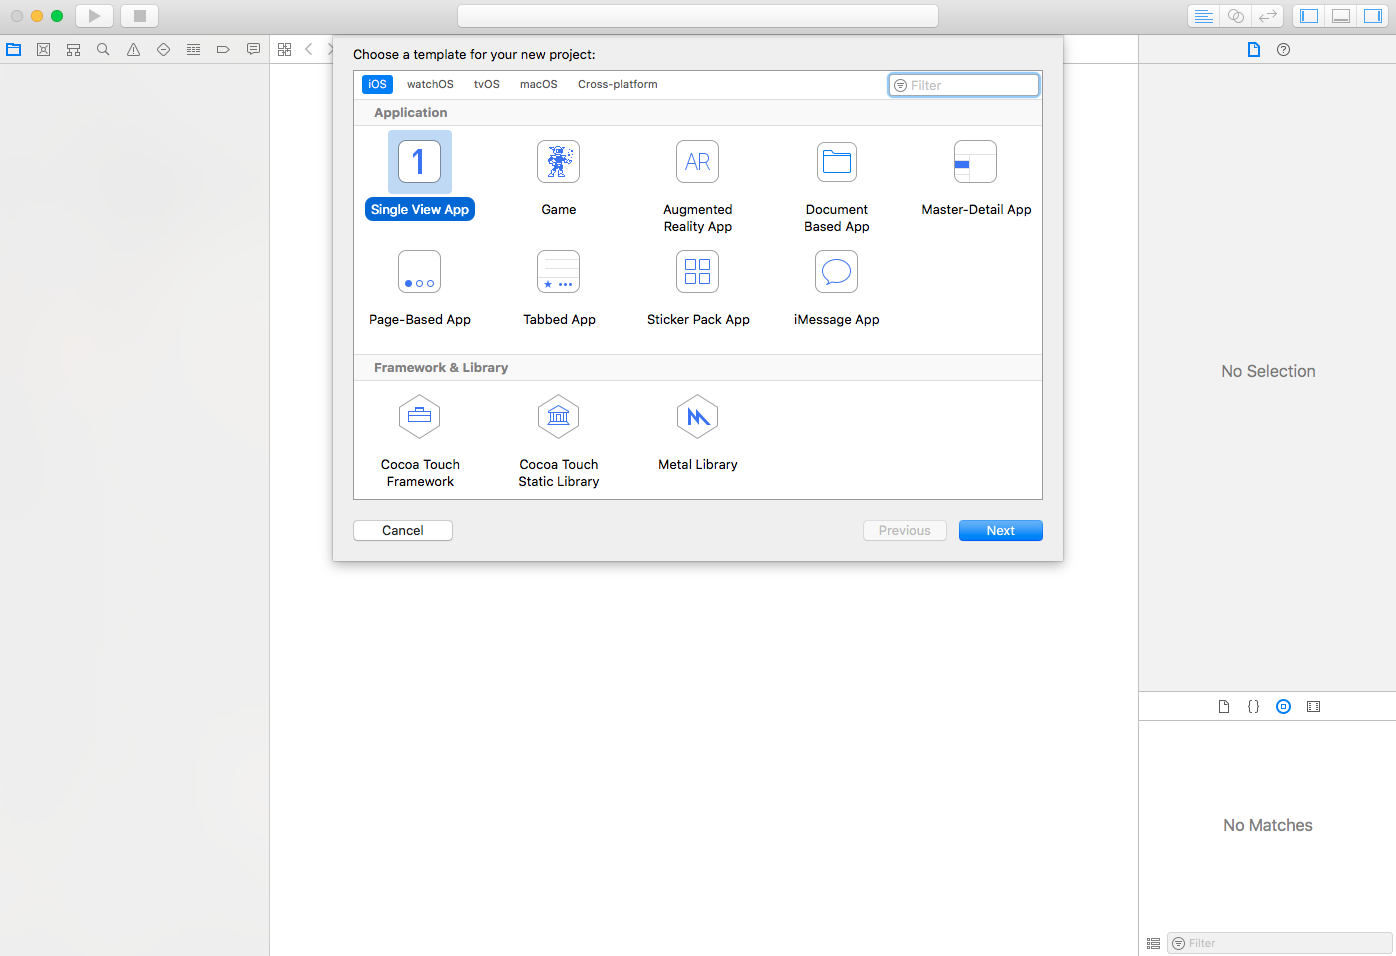 Choose a template for your new project:
iOS watchOS tvOS macOS Cross-platform Filter
Application
1 AR
Single View App Game Augmented Reality App Document Based App Master-Detail App
Page-Based App Tabbed App Sticker Pack App iMessage App
Framework & Library
Cocoa Touch Framework Cocoa Touch Static Library Metal Library
Cancel Previous Next
No Selection
No Matches
Filter